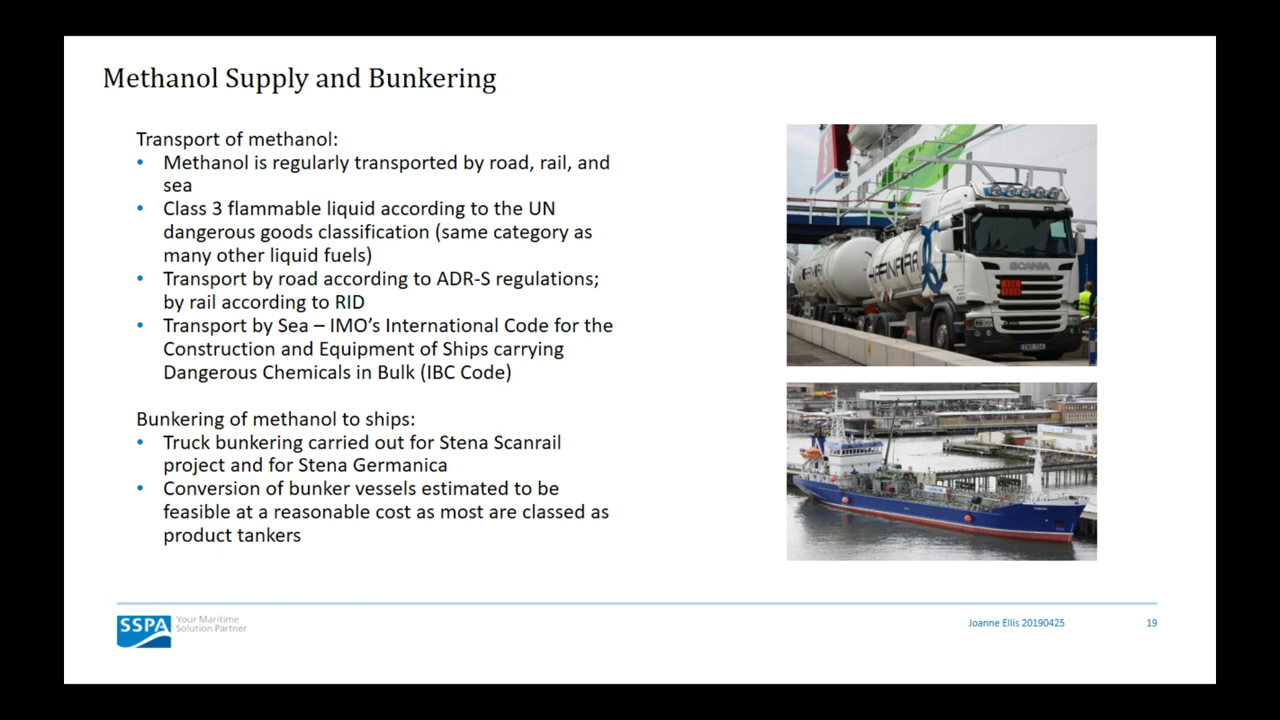 Methanol Supply and Bunkering
Transport of methanol:
• Methanol is regularly transported by road, rail, and
sea
• Class 3 flammable liquid according to the UN
dangerous goods classification (same category as
many other liquid fuels)
• Transport by road according to ADR-S regulations;
by rail according to RID
• Transport by Sea – IMO’s International Code for the
Construction and Equipment of Ships carrying
Dangerous Chemicals in Bulk (IBC Code)
Bunkering of methanol to ships:
• Truck bunkering carried out for Stena Scanrail
project and for Stena Germanica
• Conversion of bunker vessels estimated to be
feasible at a reasonable cost as most are classed as
product tankers
SCANIA
SSPA
Your Maritime
Solution Partner
Joanne Ellis 20190425
19